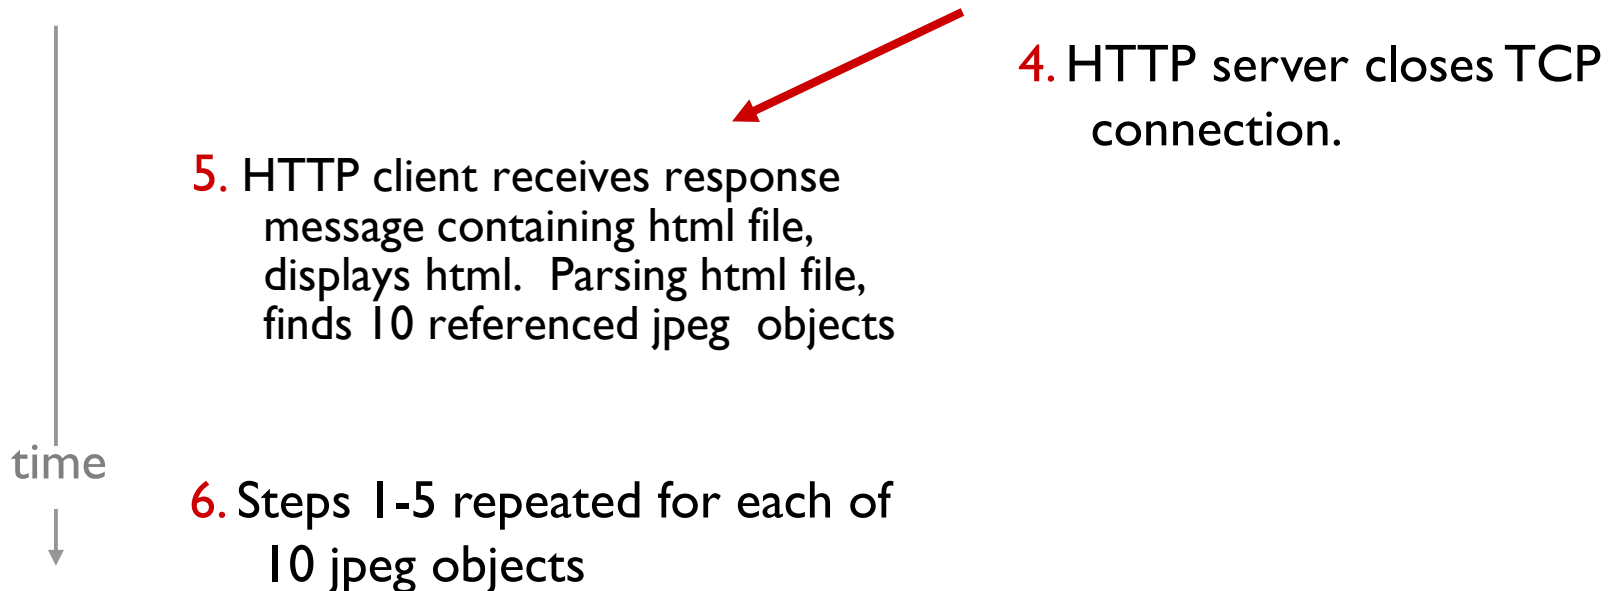 4. HTTP server closes TCP
connection.
5. HTTP client receives response
message containing html file,
displays html.  Parsing html file,
finds 10 referenced jpeg  objects
time
6. Steps 1-5 repeated for each of
10 jpeg objects